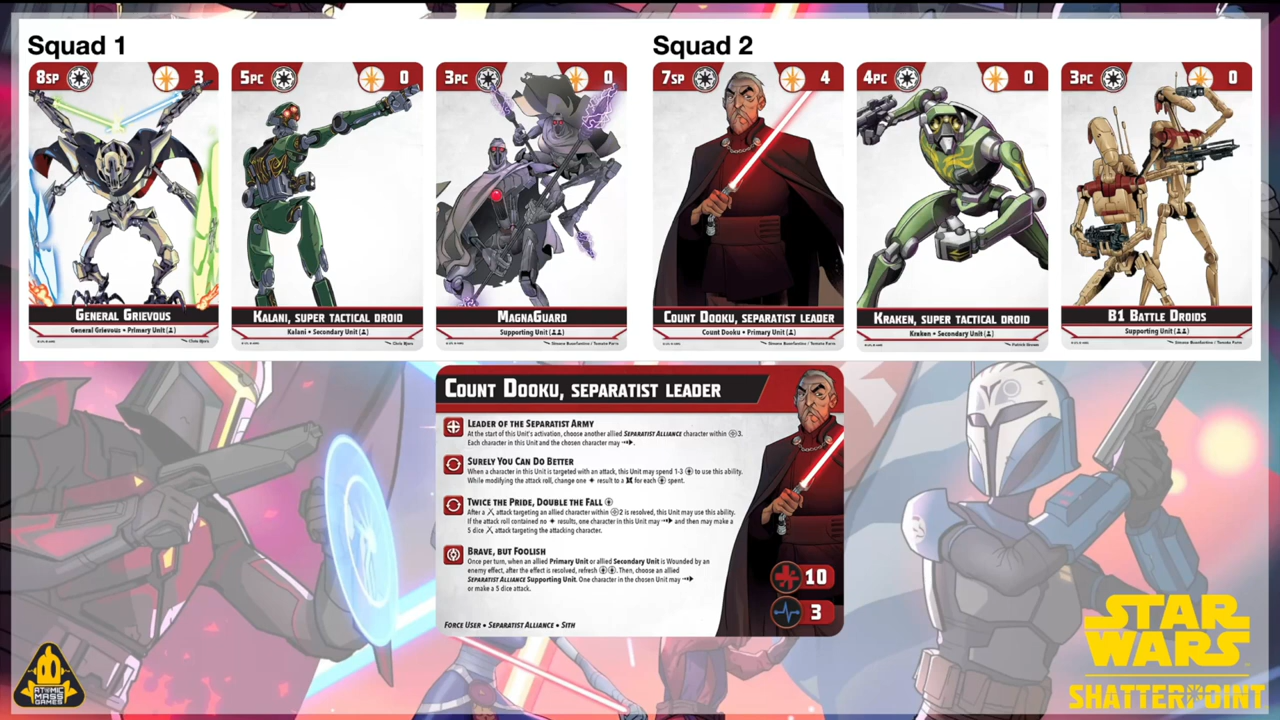 Squad 1
Squad 2
8SP
3
5PC
0
3PC
0
7SP
4
4PC
0
3PC
0
GENERAL GRIEVOUS
General Grievous • Primary Unit
KALANI, SUPER TACTICAL DROID
Kalani • Secondary Unit
MAGNAGUARD
Supporting Unit
COUNT DOOKU, SEPARATIST LEADER
Count Dooku • Primary Unit
KRAKEN, SUPER TACTICAL DROID
Kraken • Secondary Unit
B1 BATTLE DROIDS
Supporting Unit
COUNT DOOKU, SEPARATIST LEADER
LEADER OF THE SEPARATIST ARMY
At the start of this Unit's activation, choose another allied SEPARATIST ALLIANCE character within 3.
Each character in this Unit and the chosen character may
SURELY YOU CAN DO BETTER
When a character in this Unit is targeted with an attack, this Unit may spend 1-3 to use this ability.
While modifying the attack roll, change one result to a for each spent.
TWICE THE PRIDE, DOUBLE THE FALL
After a attack targeting an allied character within 2 is resolved, this Unit may use this ability.
If the attack roll contained no results, one character in this Unit may and then may make a
5 dice attack targeting the attacking character.
BRAVE, BUT FOOLISH
Once per turn, when an allied Primary Unit or allied Secondary Unit is Wounded by an
enemy effect, after the effect is resolved, refresh . Then, choose an allied
SEPARATIST ALLIANCE Supporting Unit. One character in the chosen Unit may
or make a 5 dice attack.
10
3
FORCE USER • SEPARATIST ALLIANCE • SITH
ATOMIC
MASS
GAMES
STAR
WARS
SHATTERPOINT